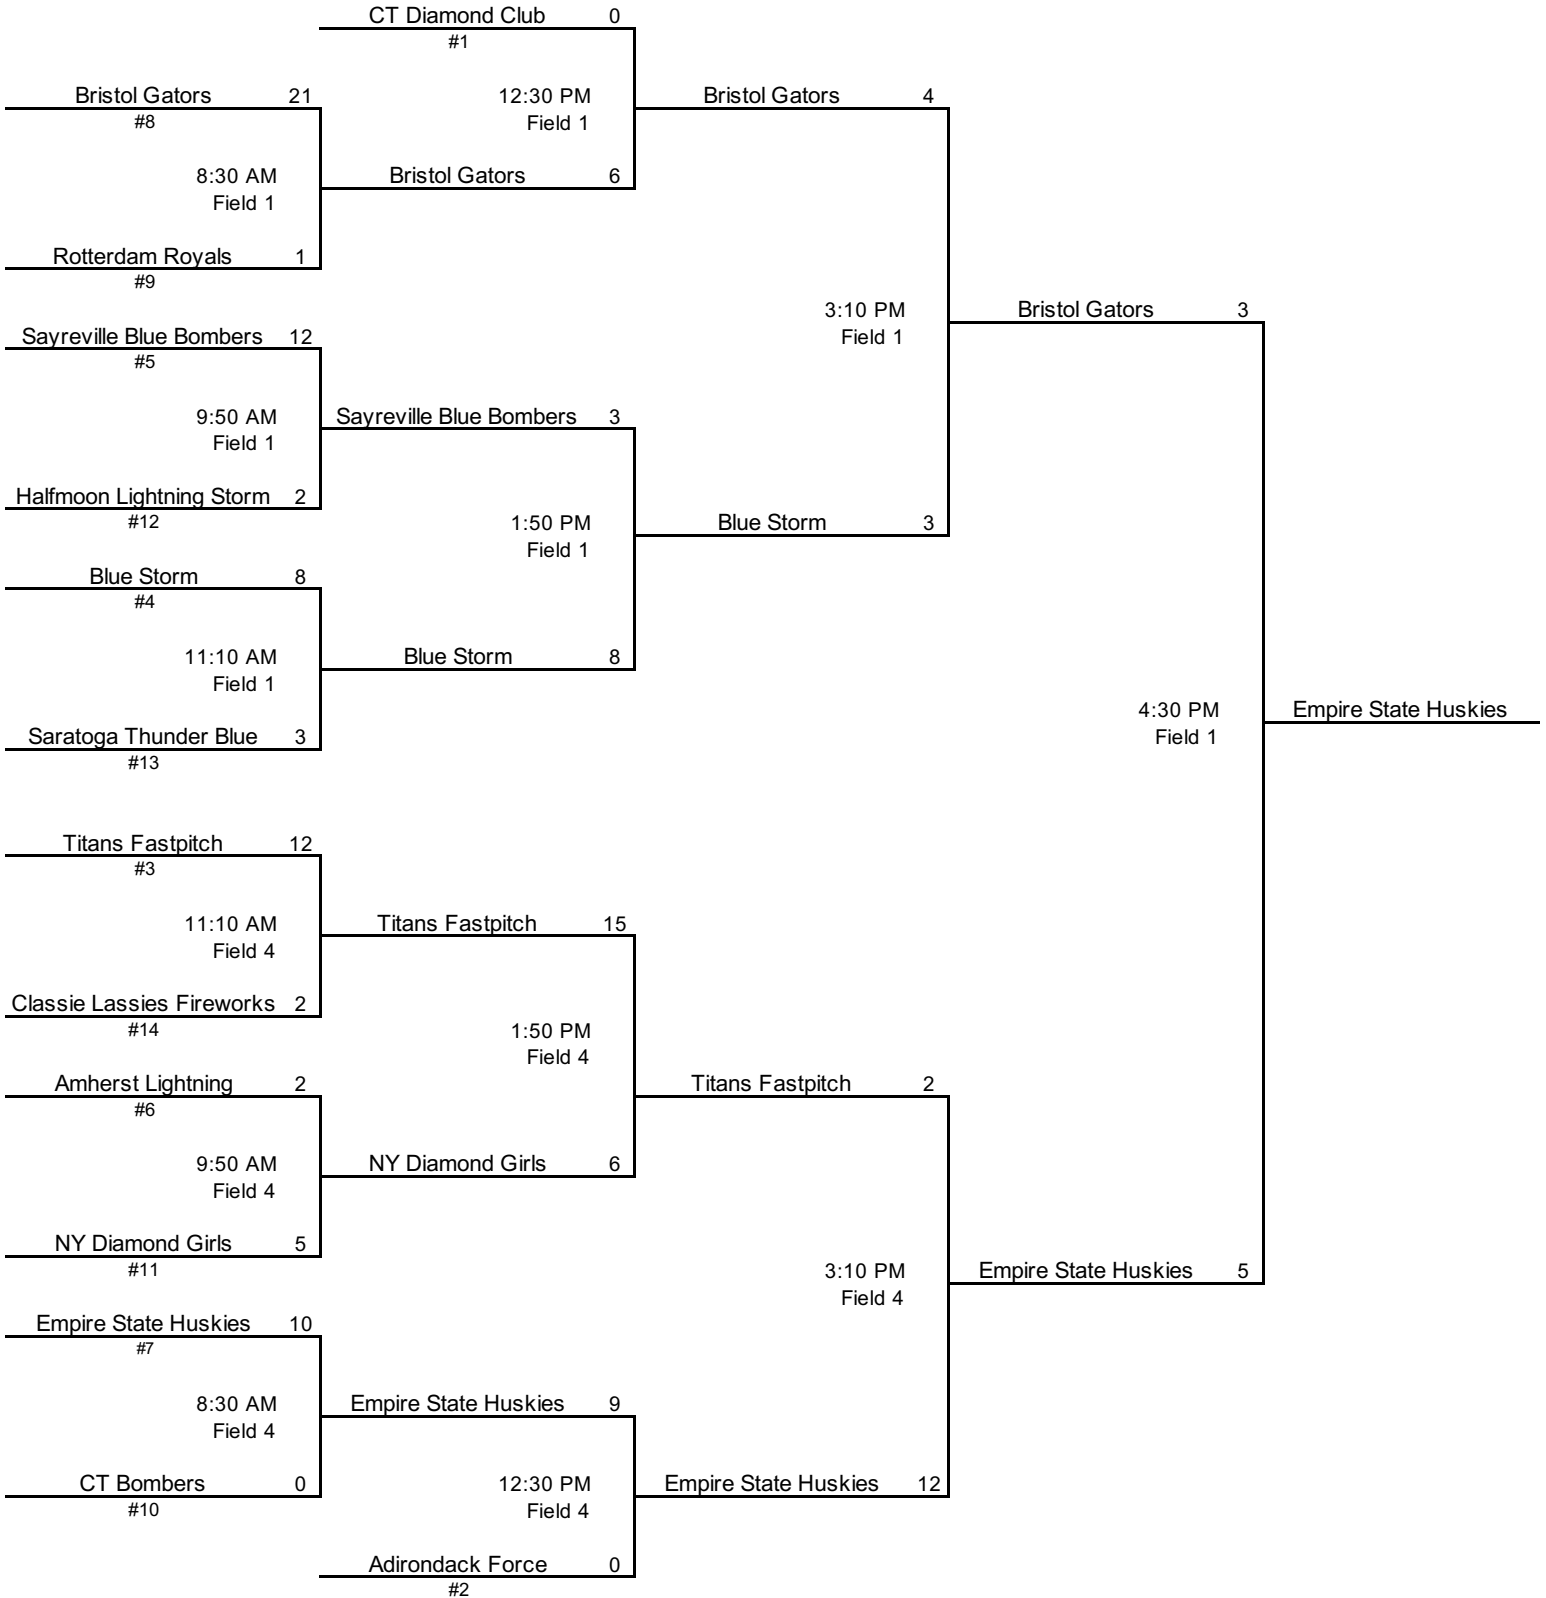 CT Diamond Club 0
#1
Bristol Gators 21
#8
12:30 PM
Field 1
Bristol Gators 4
8:30 AM
Field 1
Bristol Gators 6
Rotterdam Royals 1
#9
3:10 PM
Field 1
Bristol Gators 3
Sayreville Blue Bombers 12
#5
9:50 AM
Field 1
Sayreville Blue Bombers 3
Halfmoon Lightning Storm 2
#12
1:50 PM
Field 1
Blue Storm 3
Blue Storm 8
#4
11:10 AM
Field 1
Blue Storm 8
Saratoga Thunder Blue 3
#13
4:30 PM
Field 1
Empire State Huskies
Titans Fastpitch 12
#3
11:10 AM
Field 4
Titans Fastpitch 15
Classie Lassies Fireworks 2
#14
1:50 PM
Field 4
Amherst Lightning 2
#6
Titans Fastpitch 2
9:50 AM
Field 4
NY Diamond Girls 6
NY Diamond Girls 5
#11
3:10 PM
Field 4
Empire State Huskies 5
Empire State Huskies 10
#7
8:30 AM
Field 4
Empire State Huskies 9
CT Bombers 0
#10
12:30 PM
Field 4
Empire State Huskies 12
Adirondack Force 0
#2